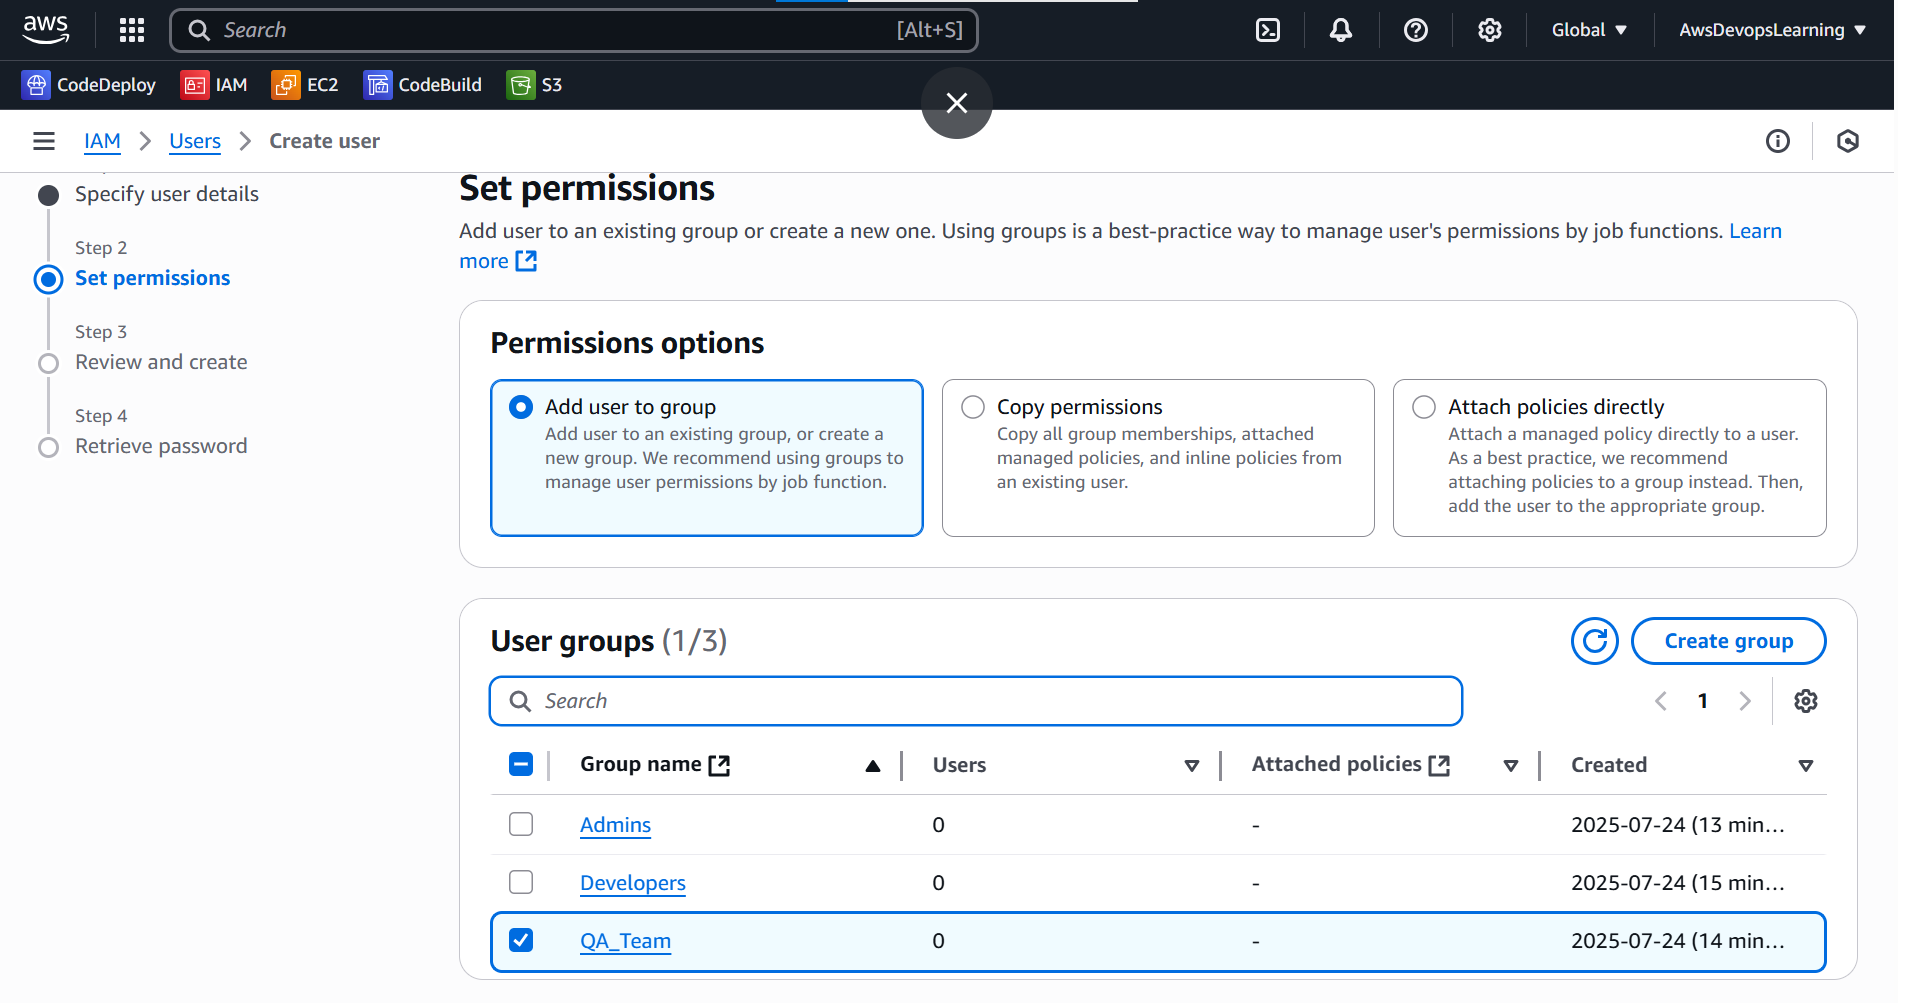 aws
Search [Alt+S]
Global
AwsDevopsLearning
CodeDeploy IAM EC2 CodeBuild S3
IAM Users Create user
Specify user details
Step 2
Set permissions
Step 3
Review and create
Step 4
Retrieve password
Set permissions
Add user to an existing group or create a new one. Using groups is a best-practice way to manage user's permissions by job functions. Learn
more
Permissions options
Add user to group
Add user to an existing group, or create a
new group. We recommend using groups to
manage user permissions by job function.
Copy permissions
Copy all group memberships, attached
managed policies, and inline policies from
an existing user.
Attach policies directly
Attach a managed policy directly to a user.
As a best practice, we recommend
attaching policies to a group instead. Then,
add the user to the appropriate group.
User groups (1/3)
Create group
Search
1
Group name Users Attached policies Created
Admins 0 - 2025-07-24 (13 min...
Developers 0 - 2025-07-24 (15 min...
QA_Team 0 - 2025-07-24 (14 min...